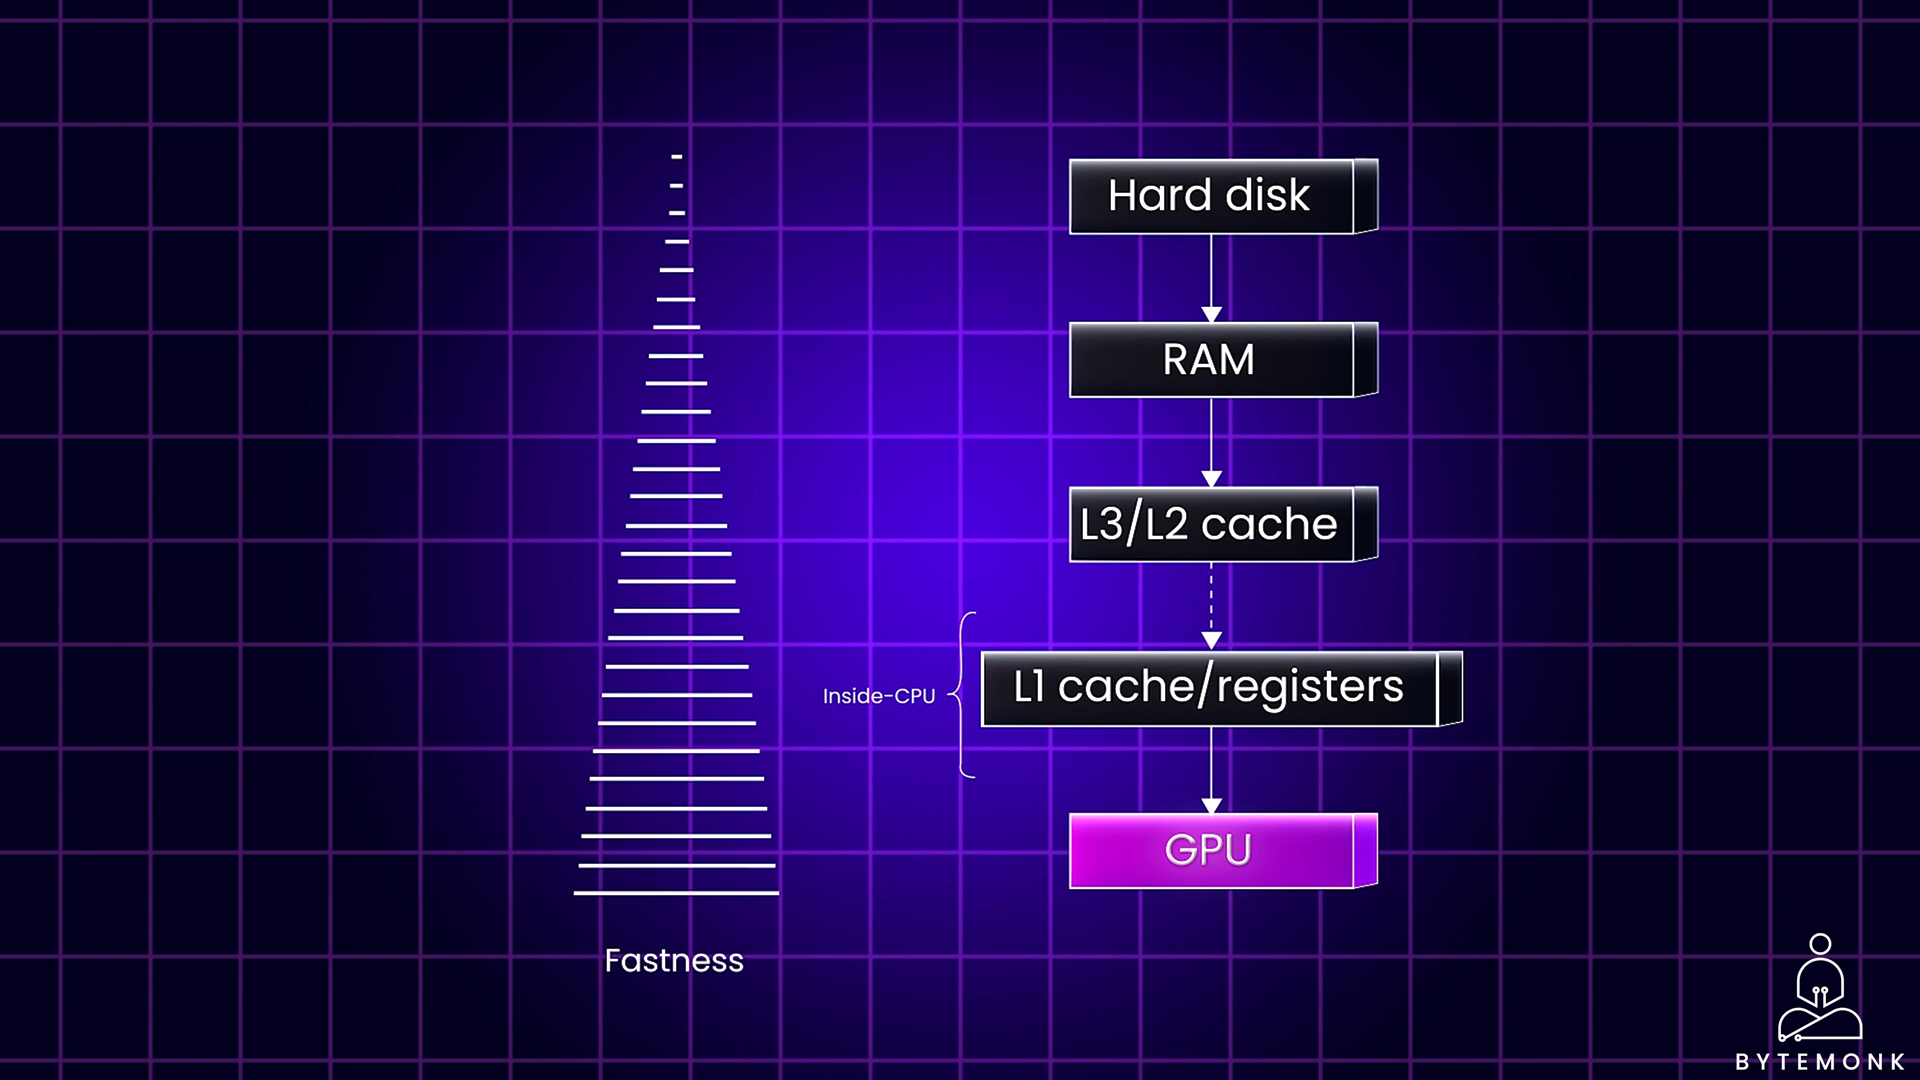 Hard disk
RAM
L3/L2 cache
Inside-CPU
L1 cache/registers
GPU
Fastness
BYTEMONK